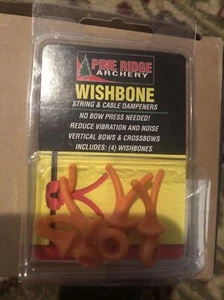 PINE RIDGE
ARCHERY
WISHBONE
STRING & CABLE DAMPENERS
NO BOW PRESS NEEDED!
REDUCE VIBRATION AND NOISE
VERTICAL BOWS & CROSSBOWS
INCLUDES: (4) WISHBONES